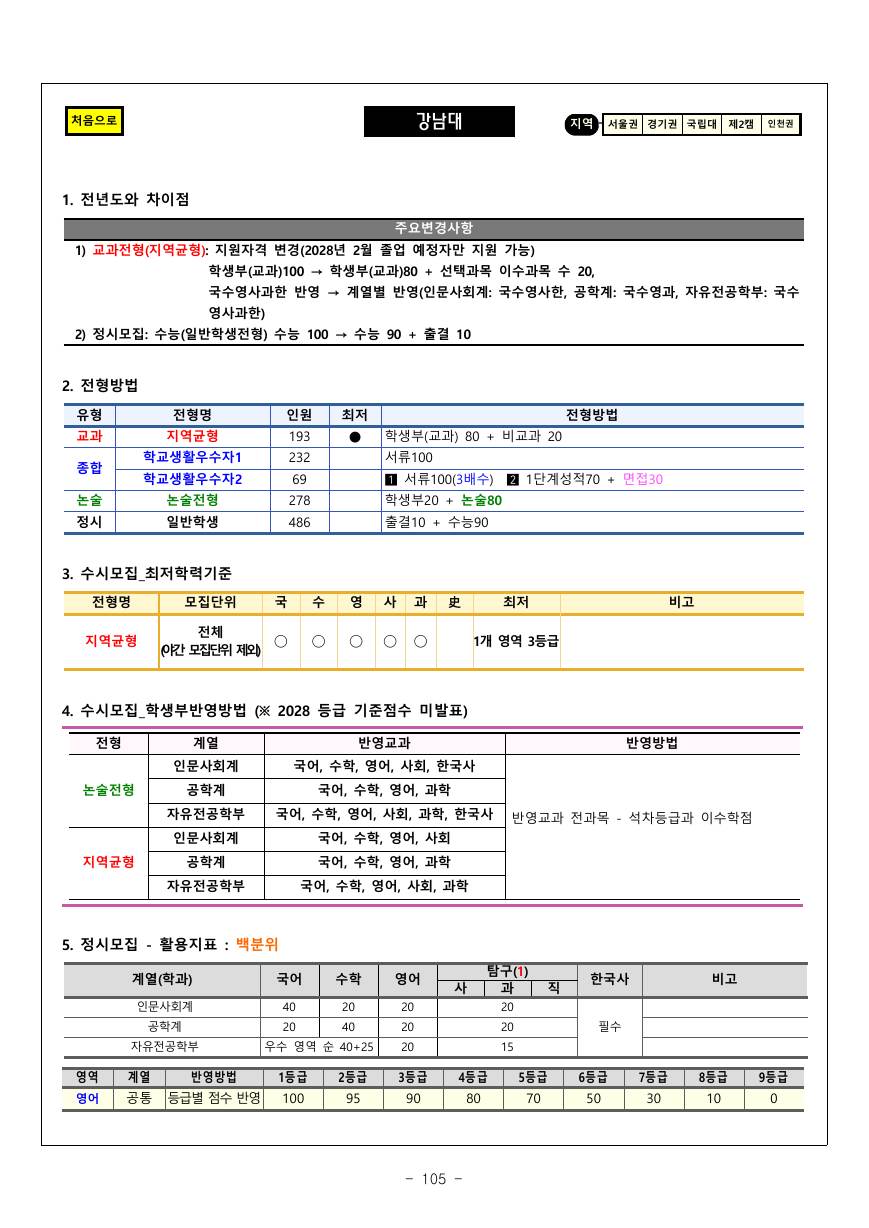 처음으로
강남대
지역 서울권 경기권 국립대 제2캠 인천권
1. 전년도와 차이점
주요변경사항
1) 교과전형(지역균형): 지원자격 변경(2028년 2월 졸업 예정자만 지원 가능)
학생부(교과)100 → 학생부(교과)80 + 선택과목 이수과목 수 20,
국수영사과한 반영 → 계열별 반영(인문사회계: 국수영사한, 공학계: 국수영과, 자유전공학부: 국수
영사과한)
2) 정시모집: 수능(일반학생전형) 수능 100 → 수능 90 + 출결 10
2. 전형방법
유형 전형명 인원 최저 전형방법
교과 지역균형 193 ● 학생부(교과) 80 + 비교과 20
종합 학교생활우수자1 232 서류100
학교생활우수자2 69 1 서류100(3배수) 2 1단계성적70 + 면접30
논술 논술전형 278 학생부20 + 논술80
정시 일반학생 486 출결10 + 수능90
3. 수시모집_최저학력기준
전형명 모집단위 국 수 영 사 과 史 최저 비고
지역균형 전체 (야간 모집단위 제외) ○ ○ ○ ○ ○ 1개 영역 3등급
4. 수시모집_학생부반영방법 (※ 2028 등급 기준점수 미발표)
전형 계열 반영교과 반영방법
논술전형 인문사회계 국어, 수학, 영어, 사회, 한국사
공학계 국어, 수학, 영어, 과학
자유전공학부 국어, 수학, 영어, 사회, 과학, 한국사
반영교과 전과목 - 석차등급과 이수학점
지역균형 인문사회계 국어, 수학, 영어, 사회
공학계 국어, 수학, 영어, 과학
자유전공학부 국어, 수학, 영어, 사회, 과학
5. 정시모집 - 활용지표 : 백분위
계열(학과) 국어 수학 영어 탐구(1) 한국사 비고
사 과 직
인문사회계 40 20 20 20 필수
공학계 20 40 20 20
자유전공학부 우수 영역 순 40+25 20 15
영역 계열 반영방법 1등급 2등급 3등급 4등급 5등급 6등급 7등급 8등급 9등급
영어 공통 등급별 점수 반영 100 95 90 80 70 50 30 10 0
- 105 -